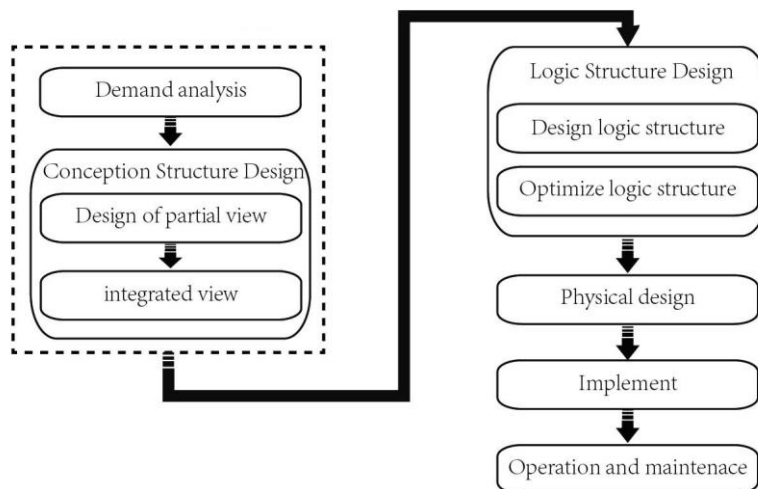 Demand analysis
Conception Structure Design
Design of partial view
integrated view
Logic Structure Design
Design logic structure
Optimize logic structure
Physical design
Implement
Operation and maintenace